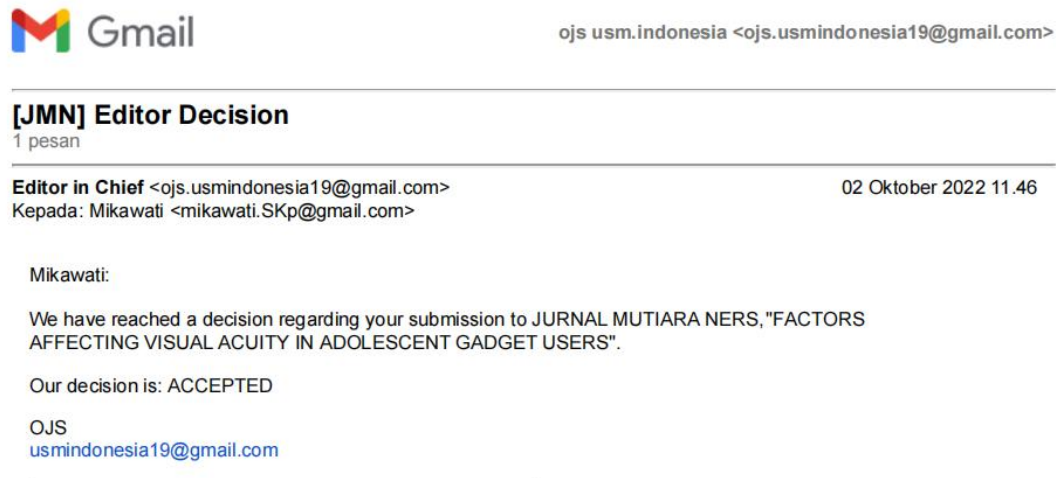 Gmail
ojs usm.indonesia <ojs.usmindonesia19@gmail.com>
[JMN] Editor Decision
1 pesan
Editor in Chief <ojs.usmindonesia19@gmail.com>
02 Oktober 2022 11.46
Kepada: Mikawati <mikawati.SKp@gmail.com>
Mikawati:
We have reached a decision regarding your submission to JURNAL MUTIARA NERS,"FACTORS
AFFECTING VISUAL ACUITY IN ADOLESCENT GADGET USERS".
Our decision is: ACCEPTED
OJS
usmindonesia19@gmail.com